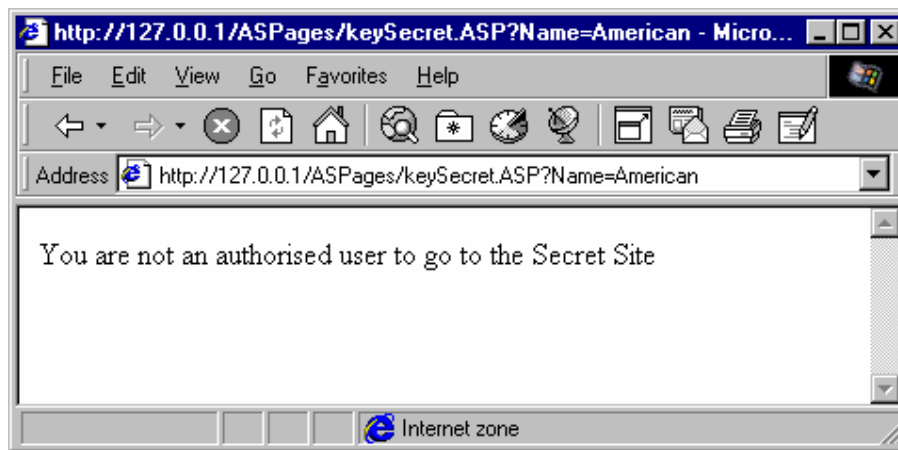 http://127.0.0.1/ASPages/keySecret.ASP?Name=American - Micro...
File Edit View Go Favorites Help
Address http://127.0.0.1/ASPages/keySecret.ASP?Name=American
You are not an authorised user to go to the Secret Site
Internet zone